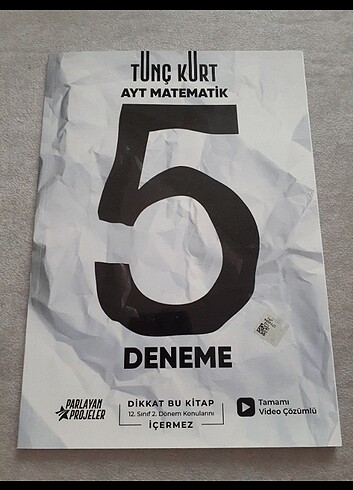 TUNÇ KURT
AYT MATEMATİK
5
DENEME
PARLAYAN
PROJELER
DİKKAT BU KİTAP
12. Sınıf 2. Dönem Konularını
İÇERMEZ
Tamamı
Video Çözümlü